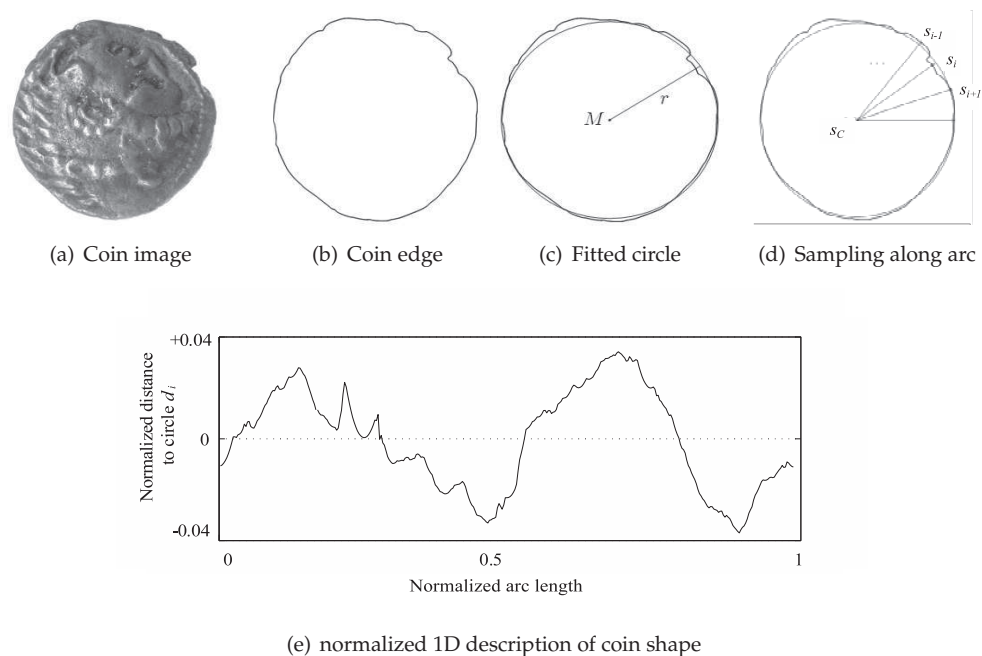 M
r
s_{i-1}
...
s_i
s_{i+1}
s_C
(a) Coin image
(b) Coin edge
(c) Fitted circle
(d) Sampling along arc
Normalized distance
to circle d_i
+0.04
0
-0.04
0
0.5
1
Normalized arc length
(e) normalized 1D description of coin shape